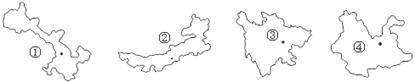 ① ② ③ ④